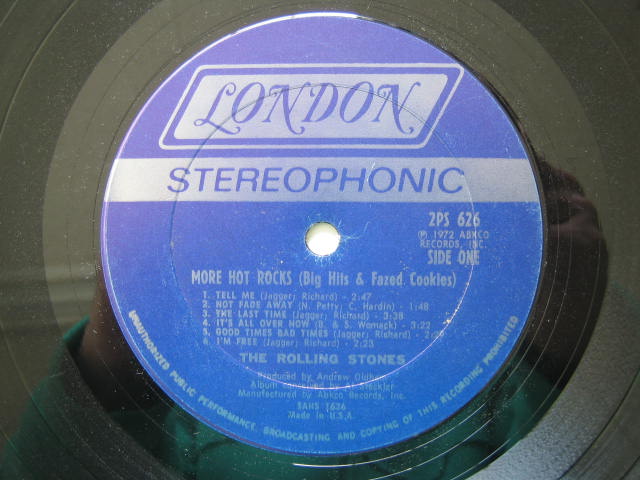 LONDON
STEREOPHONIC
2PS 626
℗ 1972 ABKCO
RECORDS, INC.
SIDE ONE
MORE HOT ROCKS (Big Hits & Fazed Cookies)
1. TELL ME (Jagger; Richard) - 2:47
2. NOT FADE AWAY (N. Petty; C. Hardin) - 1:48
3. THE LAST TIME (Jagger; Richard) - 3:38
4. IT'S ALL OVER NOW (B. & S. Womack) - 3:22
5. GOOD TIMES BAD TIMES (Jagger; Richard) -
6. I'M FREE (Jagger; Richard) - 2:23
THE ROLLING STONES
Produced by Andrew
Album by
Manufactured by Abkco Records, Inc.
SAHS 1636
Made in U.S.A.
UNAUTHORIZED PUBLIC PERFORMANCE, BROADCASTING AND COPYING OF THIS RECORDING PROHIBITED